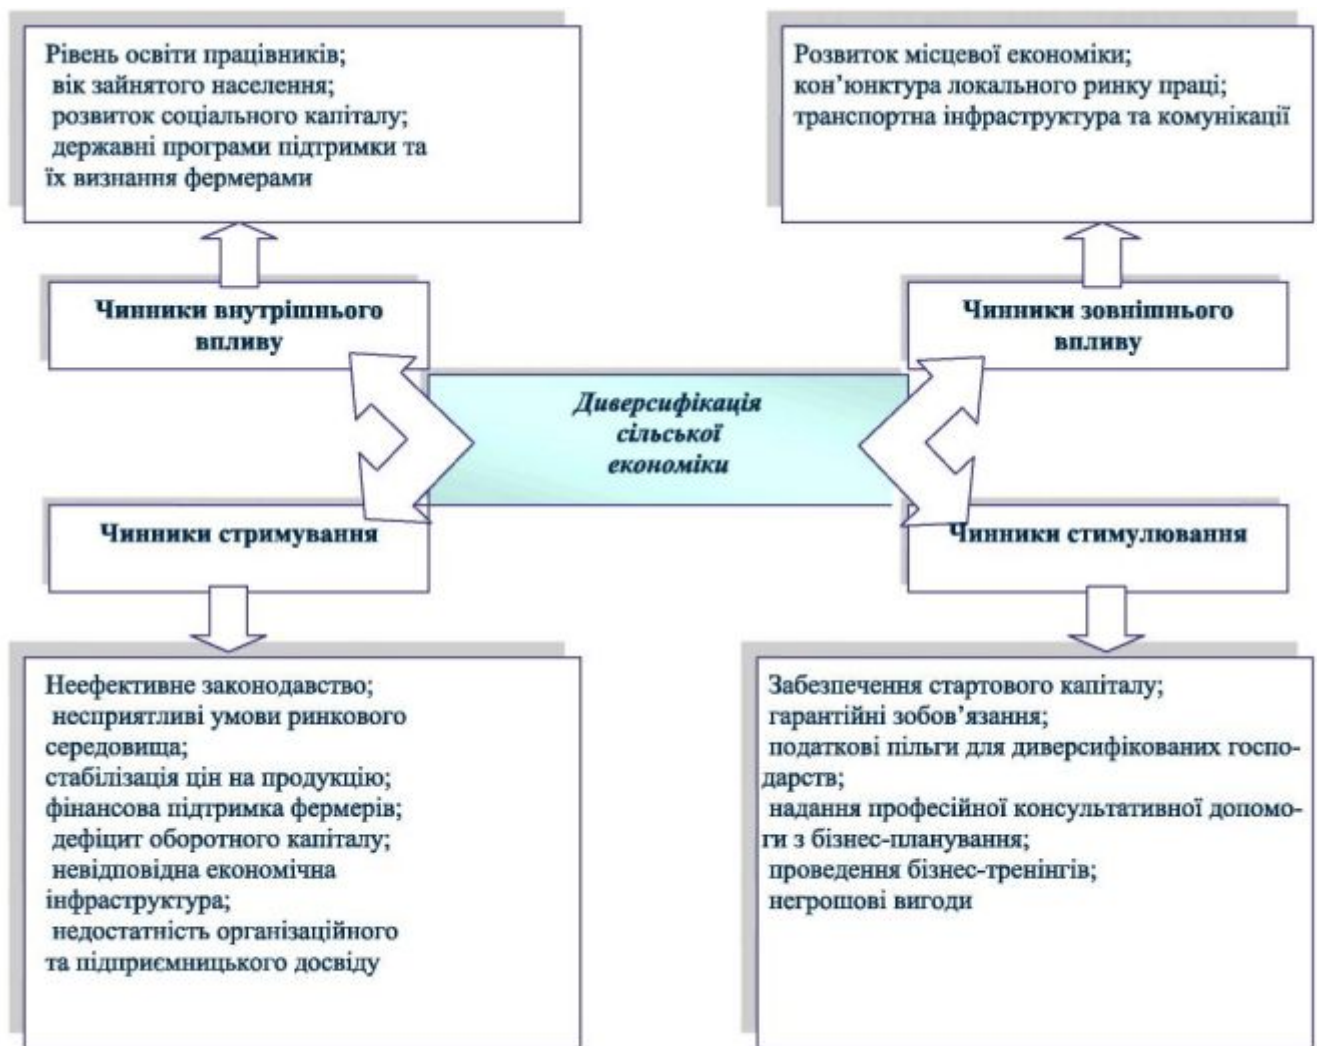 Рівень освіти працівників;
вік зайнятого населення;
розвиток соціального капіталу;
державні програми підтримки та
їх визнання фермерами
Розвиток місцевої економіки;
кон’юнктура локального ринку праці;
транспортна інфраструктура та комунікації
Чинники внутрішнього
впливу
Чинники зовнішнього
впливу
Диверсифікація
сільської
економіки
Чинники стримування
Чинники стимулювання
Неефективне законодавство;
несприятливі умови ринкового
середовища;
стабілізація цін на продукцію;
фінансова підтримка фермерів;
дефіцит оборотного капіталу;
невідповідна економічна
інфраструктура;
недостатність організаційного
та підприємницького досвіду
Забезпечення стартового капіталу;
гарантійні зобов’язання;
податкові пільги для диверсифікованих госпо-
дарств;
надання професійної консультативної допомо-
ги з бізнес-планування;
проведення бізнес-тренінгів;
негрошові вигоди